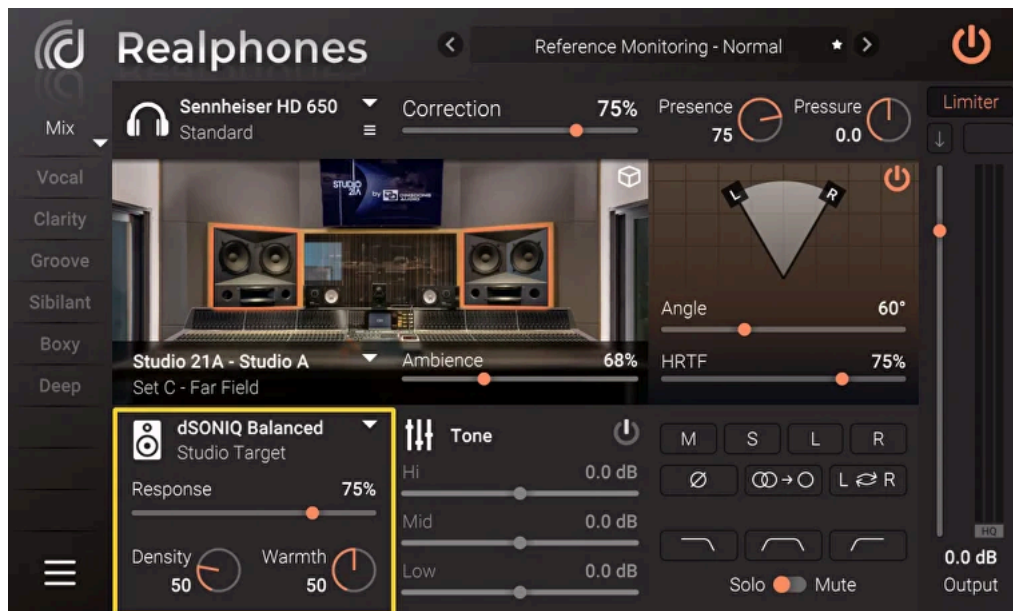 Realphones
Reference Monitoring - Normal
Mix
Sennheiser HD 650
Standard
Correction 75%
Presence
75
Pressure
0.0
Limiter
Vocal
Clarity
Groove
Sibilant
Boxy
Deep
STUDIO
21A
by
L R
Angle 60°
HRTF 75%
Studio 21A - Studio A
Set C - Far Field
Ambience 68%
dSONIQ Balanced
Studio Target
Response 75%
Density
50
Warmth
50
Tone
Hi 0.0 dB
Mid 0.0 dB
Low 0.0 dB
M S L R
L R
Solo Mute
HQ
0.0 dB
Output